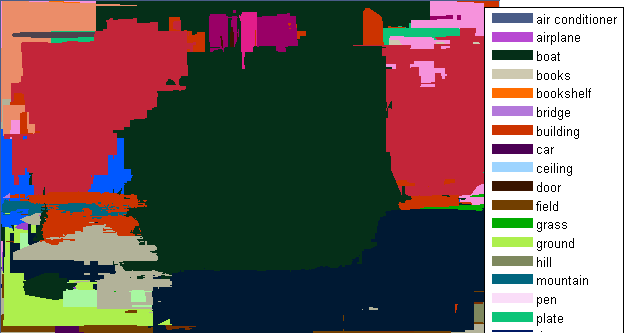 air conditioner
airplane
boat
books
bookshelf
bridge
building
car
ceiling
door
field
grass
ground
hill
mountain
pen
plate